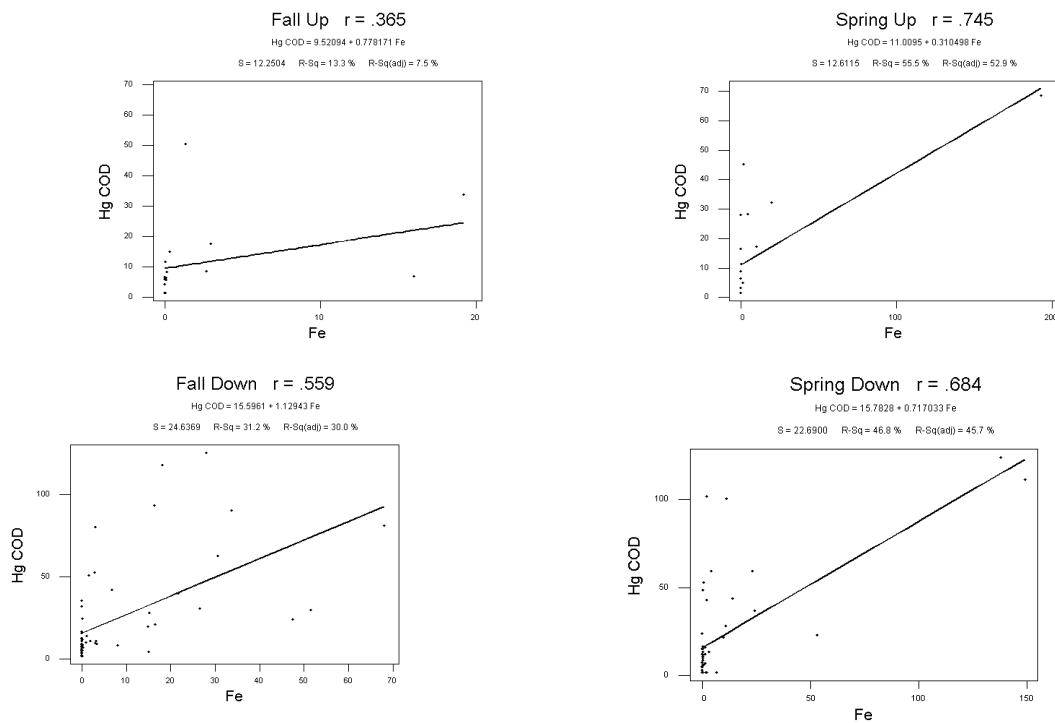 Fall Up r = .365
Hg COD = 9.52094 + 0.778171 Fe
S = 12.2504 R-Sq = 13.3 % R-Sq(adj) = 7.5 %
70
60
50
40
30
20
10
0
Hg COD
0 10 20
Fe
Spring Up r = .745
Hg COD = 11.0095 + 0.310498 Fe
S = 12.6115 R-Sq = 55.5 % R-Sq(adj) = 52.9 %
70
60
50
40
30
20
10
0
Hg COD
0 100 200
Fe
Fall Down r = .559
Hg COD = 15.5961 + 1.12943 Fe
S = 24.6369 R-Sq = 31.2 % R-Sq(adj) = 30.0 %
100
50
0
Hg COD
0 10 20 30 40 50 60 70
Fe
Spring Down r = .684
Hg COD = 15.7828 + 0.717033 Fe
S = 22.6900 R-Sq = 46.8 % R-Sq(adj) = 45.7 %
100
50
0
Hg COD
0 50 100 150
Fe